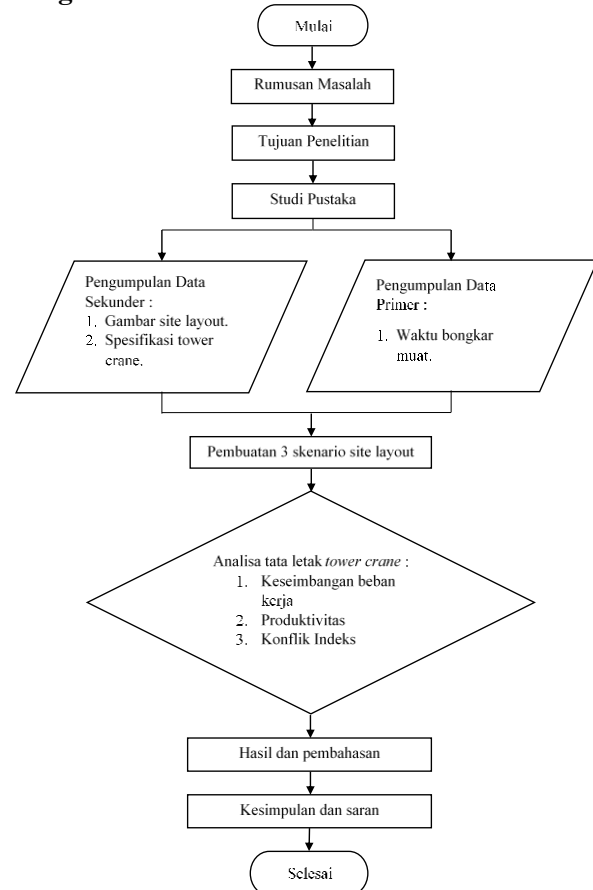 Mulai
Rumusan Masalah
Tujuan Penelitian
Studi Pustaka
Pengumpulan Data
Sekunder :
1. Gambar site layout.
2. Spesifikasi tower
crane.
Pengumpulan Data
Primer :
1. Waktu bongkar
muat.
Pembuatan 3 skenario site layout
Analisa tata letak tower crane :
1. Keseimbangan beban
kerja
2. Produktivitas
3. Konflik Indeks
Hasil dan pembahasan
Kesimpulan dan saran
Selesai